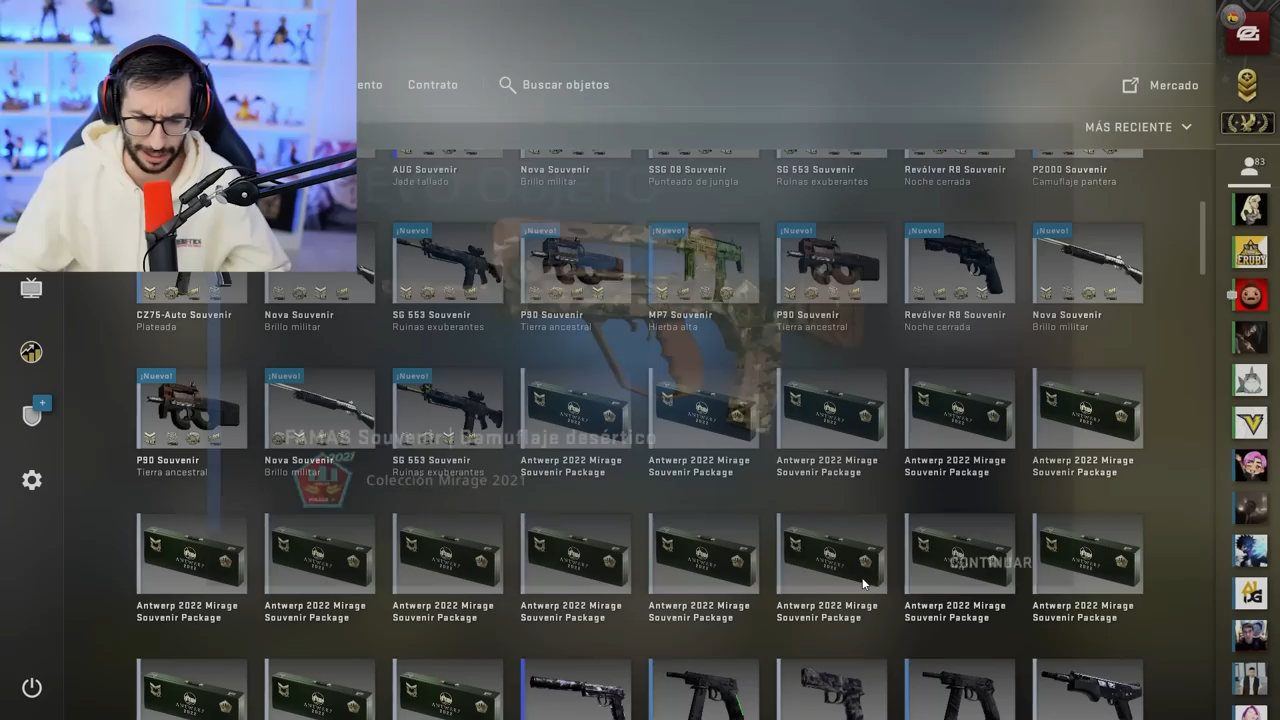 Contrato
Buscar objetos
Mercado
MÁS RECIENTE
AUG Souvenir
Jade tallado
Nova Souvenir
Brillo militar
SSG 08 Souvenir
Punteado de jungla
SG 553 Souvenir
Ruinas exuberantes
Revólver R8 Souvenir
Noche cerrada
P2000 Souvenir
Camuflaje pantera
83
¡Nuevo!
¡Nuevo!
¡Nuevo!
¡Nuevo!
¡Nuevo!
¡Nuevo!
CZ75-Auto Souvenir
Plateada
Nova Souvenir
Brillo militar
SG 553 Souvenir
Ruinas exuberantes
P90 Souvenir
Tierra ancestral
MP7 Souvenir
Hierba alta
P90 Souvenir
Tierra ancestral
Revólver R8 Souvenir
Noche cerrada
Nova Souvenir
Brillo militar
¡Nuevo!
¡Nuevo!
¡Nuevo!
P90 Souvenir
Tierra ancestral
Nova Souvenir
Brillo militar
SG 553 Souvenir
Ruinas exuberantes
Antwerp 2022 Mirage
Souvenir Package
Antwerp 2022 Mirage
Souvenir Package
Antwerp 2022 Mirage
Souvenir Package
Antwerp 2022 Mirage
Souvenir Package
Antwerp 2022 Mirage
Souvenir Package
FAMAS Souvenir | Camuflaje desértico
2021
Colección Mirage 2021
CONTINUAR
Antwerp 2022 Mirage
Souvenir Package
Antwerp 2022 Mirage
Souvenir Package
Antwerp 2022 Mirage
Souvenir Package
Antwerp 2022 Mirage
Souvenir Package
Antwerp 2022 Mirage
Souvenir Package
Antwerp 2022 Mirage
Souvenir Package
Antwerp 2022 Mirage
Souvenir Package
Antwerp 2022 Mirage
Souvenir Package